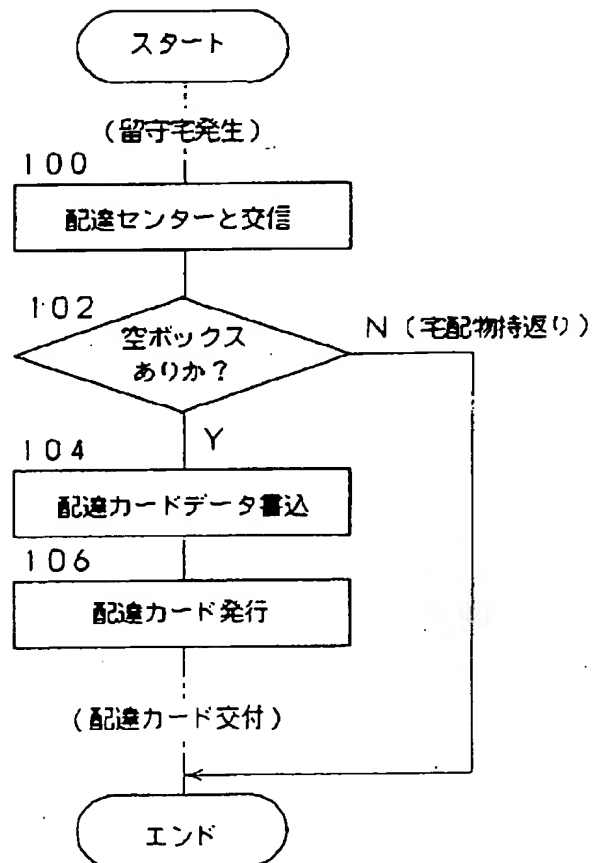 スタート
(留守宅発生)
100
配達センターと交信
102
空ボックス
ありか?
N (宅配物持返り)
Y
104
配達カードデータ書込
106
配達カード発行
(配達カード交付)
エンド